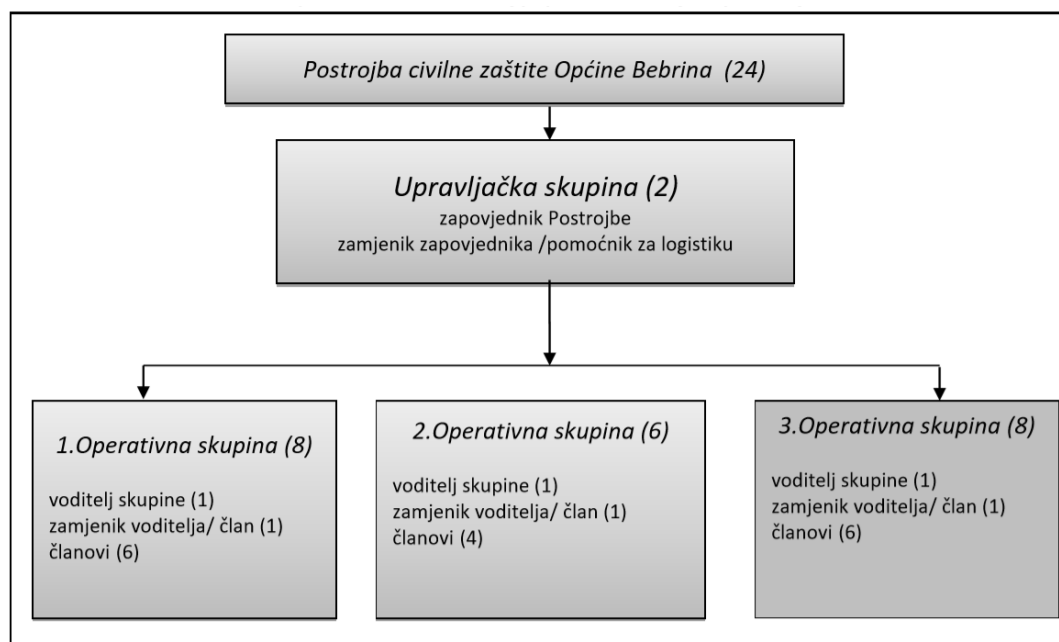 Postrojba civilne zaštite Općine Bebrina (24)
Upravljačka skupina (2)
zapovjednik Postrojbe
zamjenik zapovjednika /pomoćnik za logistiku
1.Operativna skupina (8)
voditelj skupine (1)
zamjenik voditelja/ član (1)
članovi (6)
2.Operativna skupina (6)
voditelj skupine (1)
zamjenik voditelja/ član (1)
članovi (4)
3.Operativna skupina (8)
voditelj skupine (1)
zamjenik voditelja/ član (1)
članovi (6)